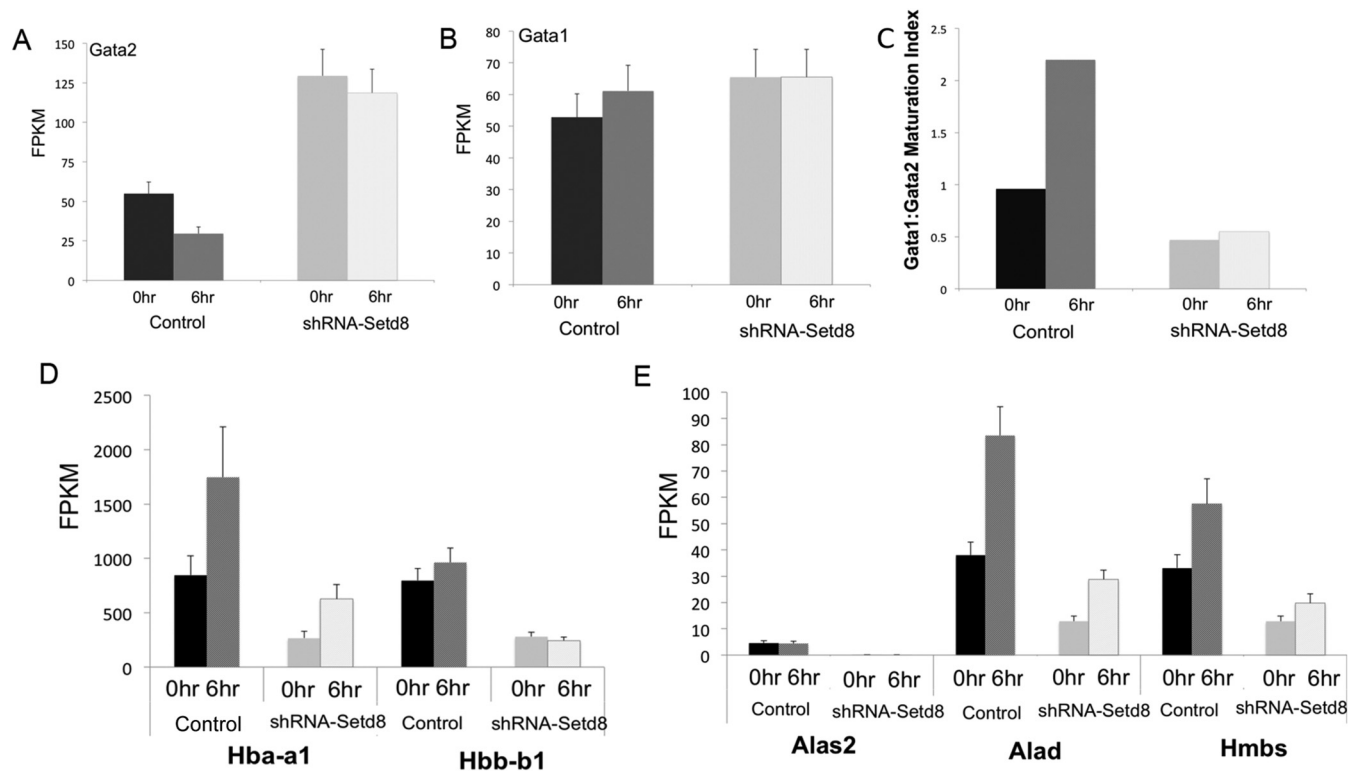 A
Gata2
FPKM
150
125
100
75
50
25
0
0hr 6hr 0hr 6hr
Control shRNA-Setd8
B
Gata1
FPKM
80
70
60
50
40
30
20
10
0
0hr 6hr 0hr 6hr
Control shRNA-Setd8
C
Gata1:Gata2 Maturation Index
2.5
2
1.5
1
0.5
0
0hr 6hr 0hr 6hr
Control shRNA-Setd8
D
FPKM
2500
2000
1500
1000
500
0
0hr 6hr 0hr 6hr 0hr 6hr 0hr 6hr
Control shRNA-Setd8 Control shRNA-Setd8
Hba-a1 Hbb-b1
E
FPKM
100
90
80
70
60
50
40
30
20
10
0
0hr 6hr 0hr 6hr 0hr 6hr 0hr 6hr 0hr 6hr 0hr 6hr
Control shRNA-Setd8 Control shRNA-Setd8 Control shRNA-Setd8
Alas2 Alad Hmbs